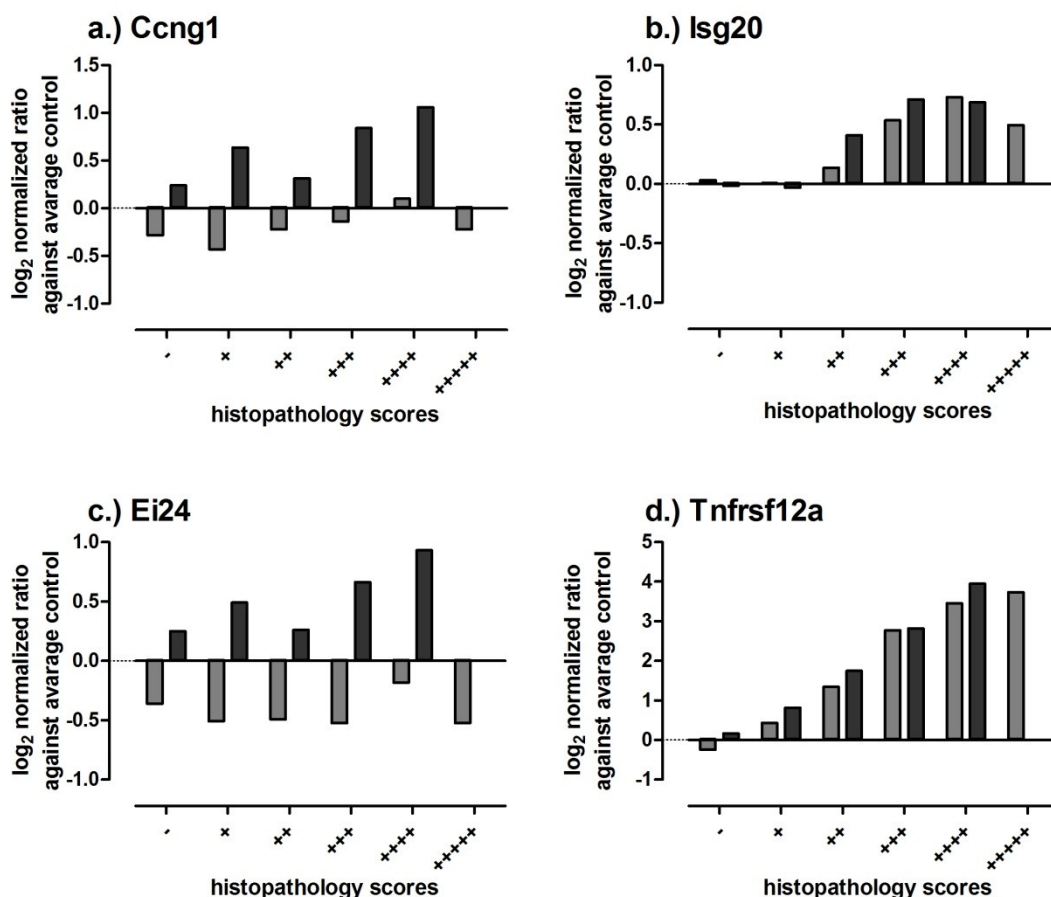 a.) Ccng1
log2 normalized ratio
against avarage control
1.5
1.0
0.5
0.0
-0.5
-1.0
-
+
++
+++
++++
+++++
histopathology scores
b.) Isg20
log2 normalized ratio
against avarage control
1.0
0.5
0.0
-0.5
-1.0
-
+
++
+++
++++
+++++
histopathology scores
c.) Ei24
log2 normalized ratio
against avarage control
1.0
0.5
0.0
-0.5
-1.0
-
+
++
+++
++++
+++++
histopathology scores
d.) Tnfrsf12a
log2 normalized ratio
against avarage control
5
4
3
2
1
0
-1
-
+
++
+++
++++
+++++
histopathology scores